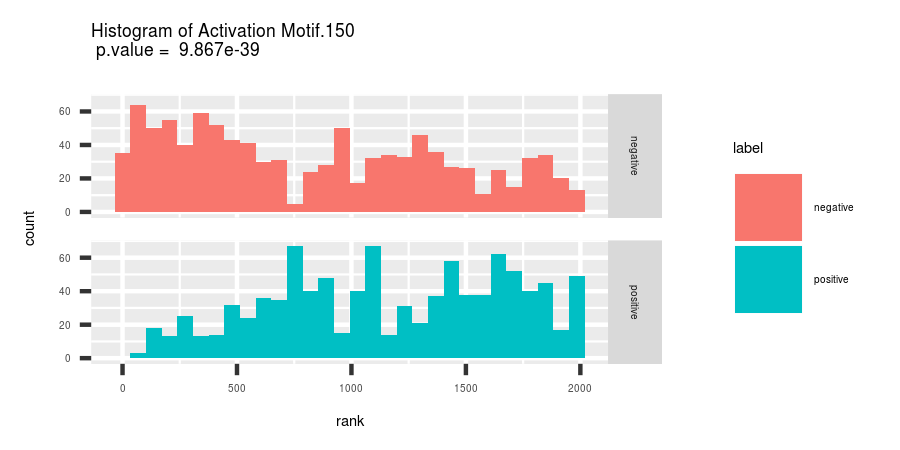 Histogram of Activation Motif.150
p.value = 9.867e-39
count
60
40
20
0
negative
60
40
20
0
positive
0 500 1000 1500 2000
rank
label
negative
positive